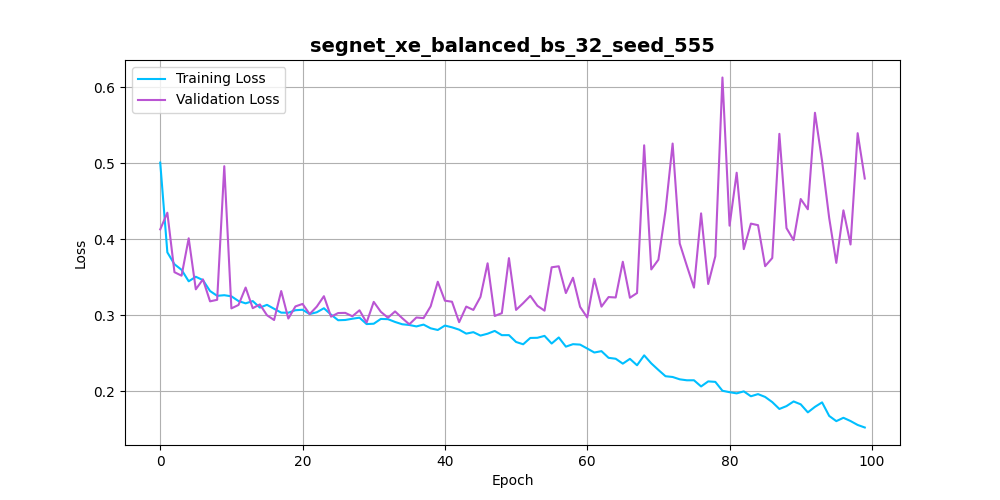 segnet_xe_balanced_bs_32_seed_555
Training Loss
Validation Loss
0.6
0.5
0.4
0.3
0.2
Loss
0
20
40
60
80
100
Epoch